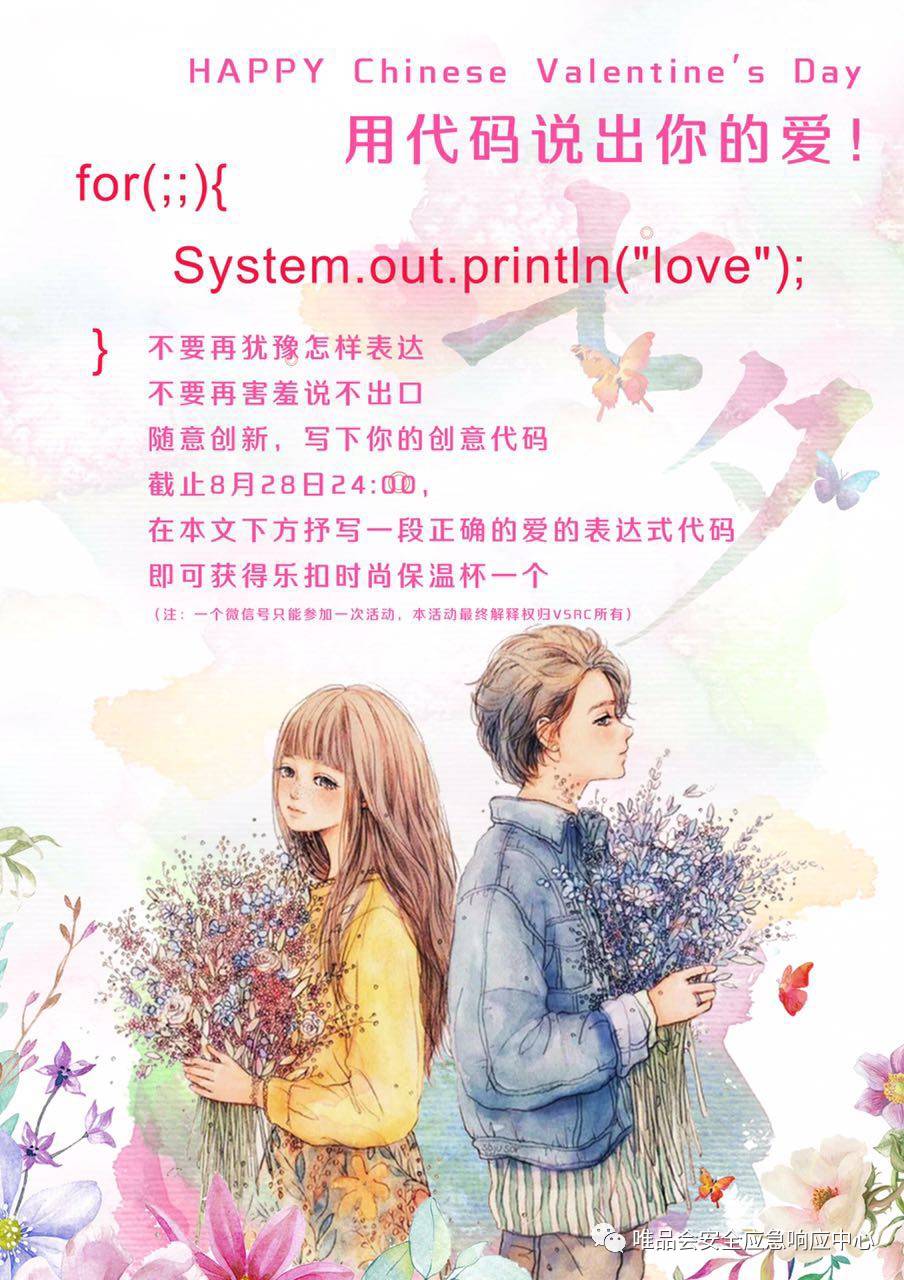 HAPPY Chinese Valentine's Day
用代码说出你的爱！
for(;;){
System.out.println("love");
}
七夕
不要再犹豫怎样表达
不要再害羞说不出口
随意创新，写下你的创意代码
截止8月28日24:00，
在本文下方抒写一段正确的爱的表达式代码
即可获得乐扣时尚保温杯一个
（注：一个微信号只能参加一次活动，本活动最终解释权归VSRC所有）
唯品会安全应急响应中心